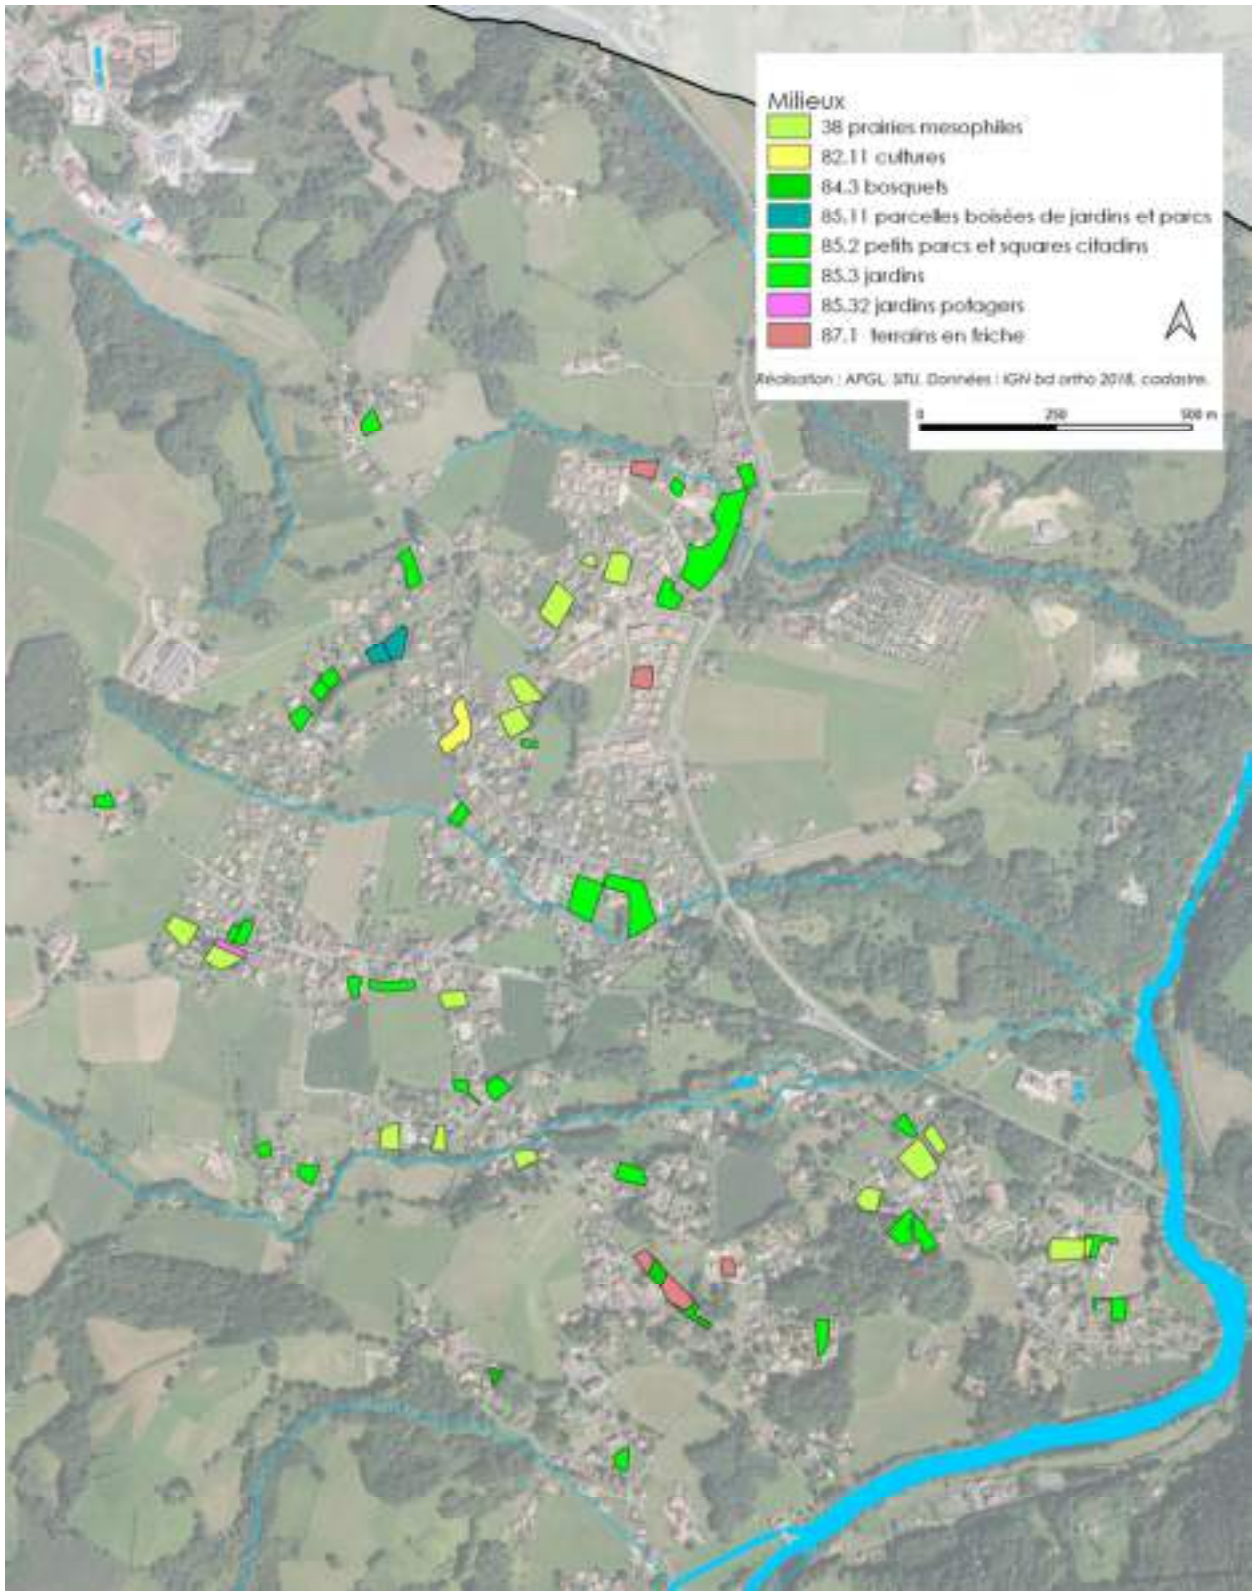 Milieux
38 prairies mesophiles
82.11 cultures
84.3 bosquets
85.11 parcelles boisées de jardins et parcs
85.2 petits parcs et squares citadins
85.3 jardins
85.32 jardins potagers
87.1 terrains en friche
Réalisation : APGL, SITU. Données : IGN-bd ortho 2018, cadastre.
0 250 500 m